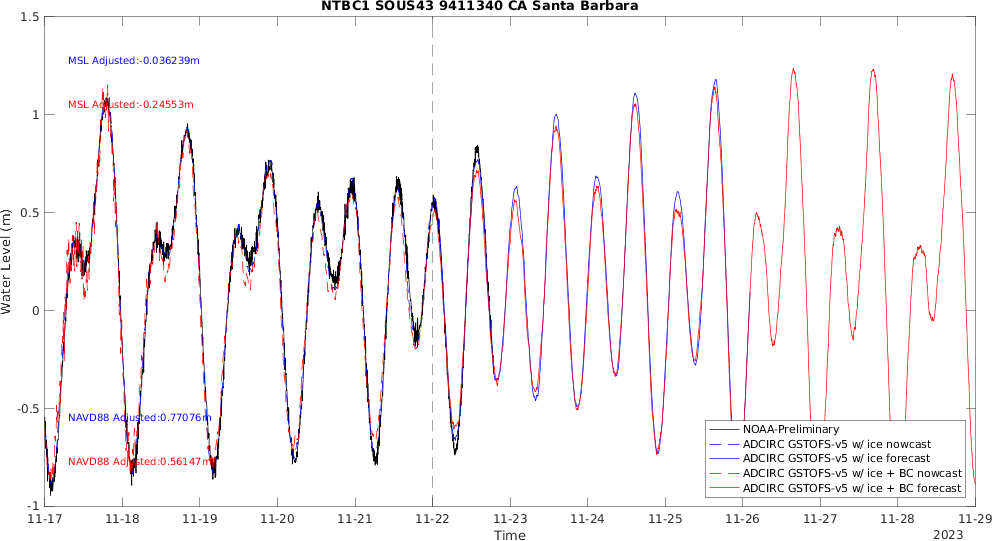 NTBC1 SOUS43 9411340 CA Santa Barbara
1.5
MSL Adjusted:-0.036239m
MSL Adjusted:-0.24553m
1
0.5
Water Level (m)
0
-0.5
NAVD88 Adjusted:0.77076m
NAVD88 Adjusted:0.56147m
-1
NOAA-Preliminary
ADCIRC GSTOFS-v5 w/ ice nowcast
ADCIRC GSTOFS-v5 w/ ice forecast
ADCIRC GSTOFS-v5 w/ ice + BC nowcast
ADCIRC GSTOFS-v5 w/ ice + BC forecast
11-17 11-18 11-19 11-20 11-21 11-22 11-23 11-24 11-25 11-26 11-27 11-28 11-29
Time
2023